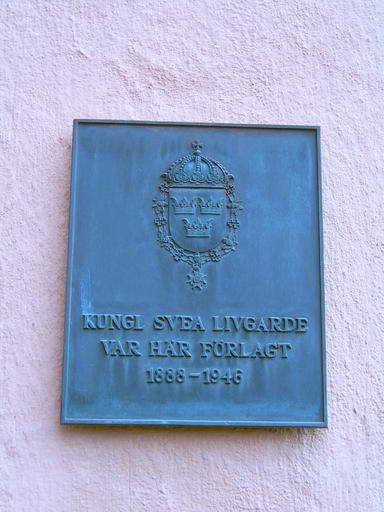 KUNGL SVEA LIVGARDE
VAR HÄR FÖRLAGT
1888-1946